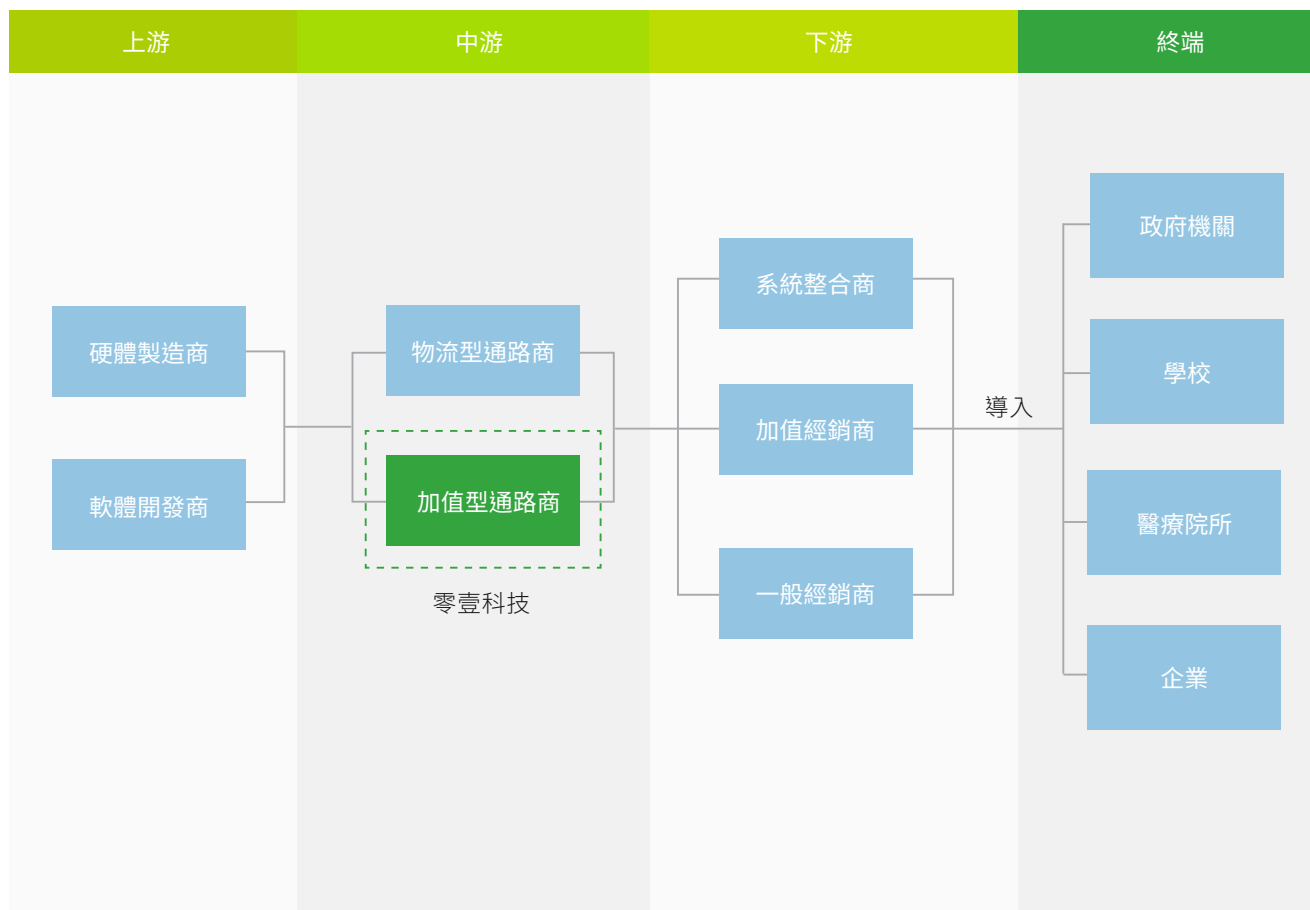 上游
中游
下游
終端
硬體製造商
軟體開發商
物流型通路商
加值型通路商
零壹科技
系統整合商
加值經銷商
一般經銷商
導入
政府機關
學校
醫療院所
企業